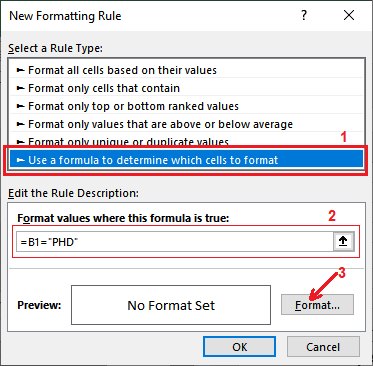 New Formatting Rule
? ×
Select a Rule Type:
► Format all cells based on their values
► Format only cells that contain
► Format only top or bottom ranked values
► Format only values that are above or below average
► Format only unique or duplicate values
1
► Use a formula to determine which cells to format
Edit the Rule Description:
Format values where this formula is true:
2
=B1="PHD"
3
Preview:
No Format Set
Format...
OK
Cancel